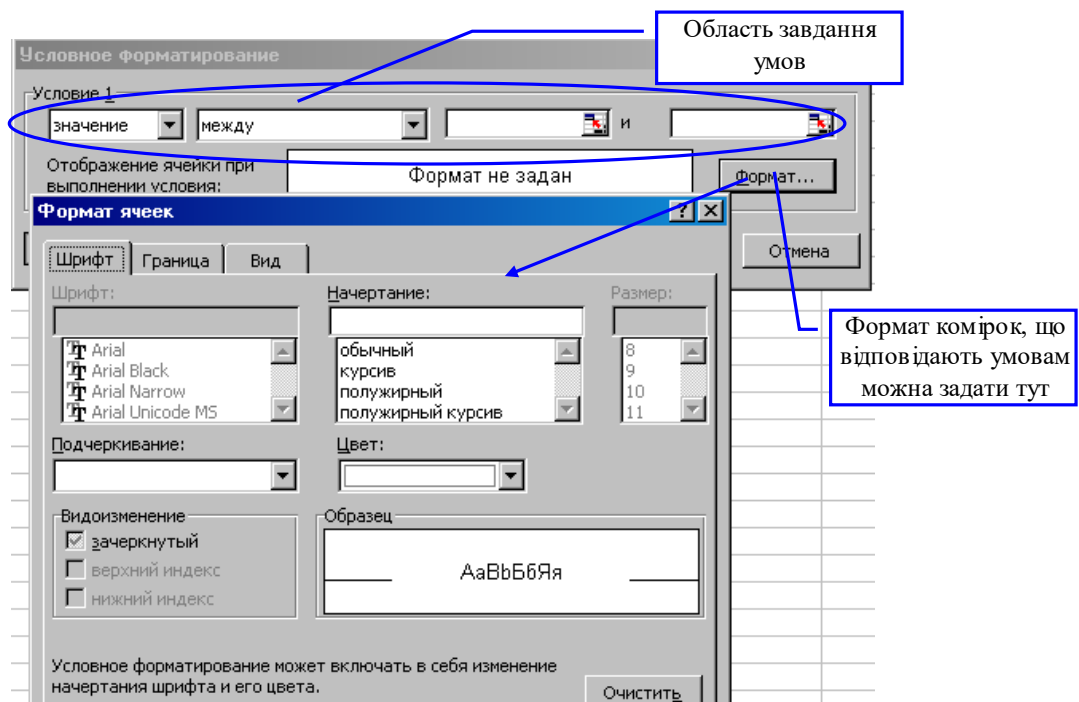 Область завдання
умов
Условное форматирование
Условие 1
значение между и
Отображение ячейки при
выполнении условия:
Формат не задан
Формат...
Формат ячеек
Отмена
Шрифт Граница Вид
Шрифт: Начертание: Размер:
Arial обычный 8
Arial Black курсив 9
Arial Narrow полужирный 10
Arial Unicode MS полужирный курсив 11
Формат комірок, що
відповідають умовам
можна задати тут
Подчеркивание: Цвет:
Видоизменение Образец
зачеркнутый
верхний индекс
нижний индекс
АаВbБбЯя
Условное форматирование может включать в себя изменение
начертания шрифта и его цвета.
Очистить